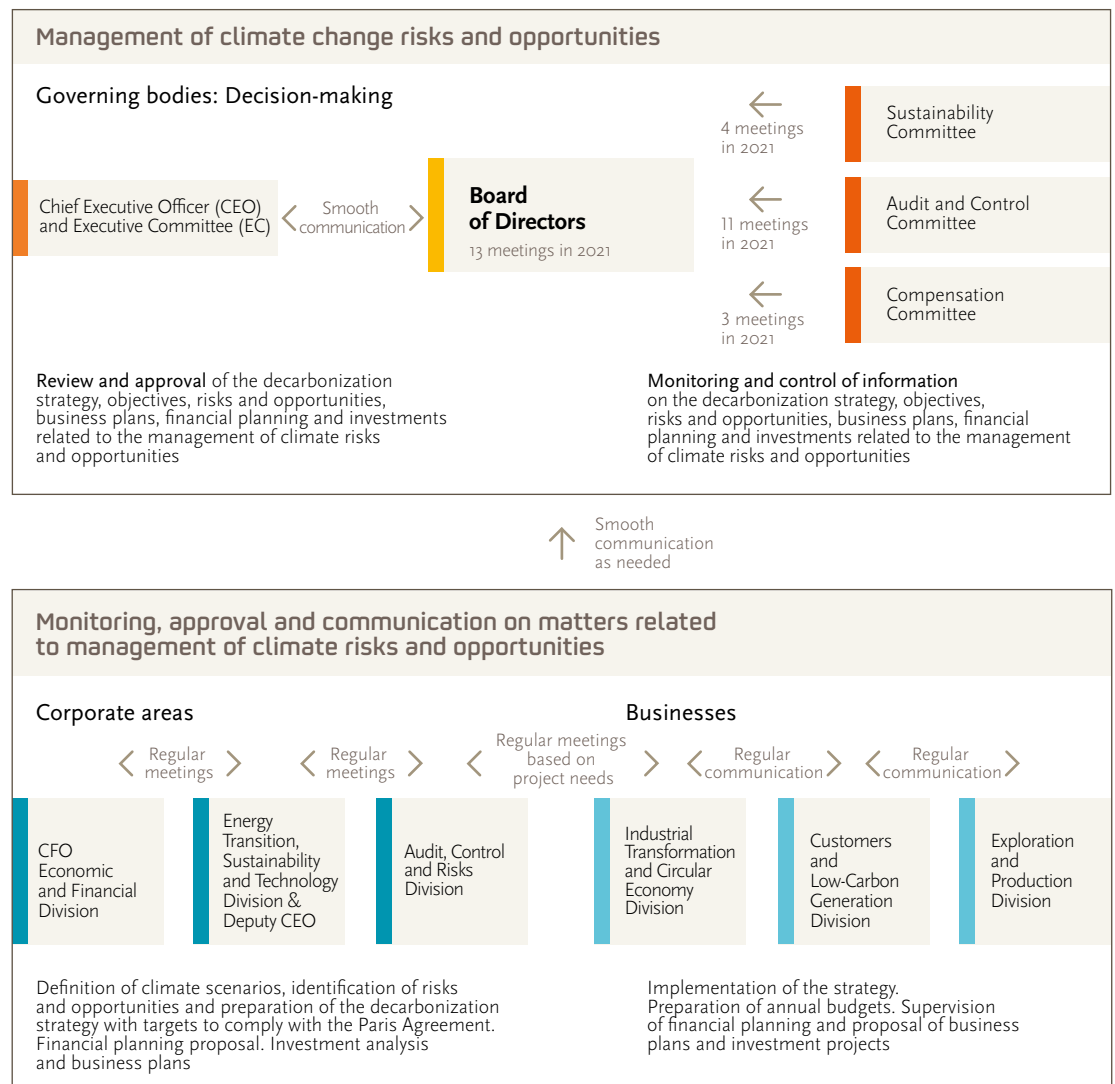 Management of climate change risks and opportunities
Governing bodies: Decision-making
Chief Executive Officer (CEO)
and Executive Committee (EC)
Smooth
communication
Board
of Directors
13 meetings in 2021
4 meetings
in 2021
Sustainability
Committee
11 meetings
in 2021
Audit and Control
Committee
3 meetings
in 2021
Compensation
Committee
Review and approval of the decarbonization
strategy, objectives, risks and opportunities,
business plans, financial planning and investments
related to the management of climate risks
and opportunities
Monitoring and control of information
on the decarbonization strategy, objectives,
risks and opportunities, business plans, financial
planning and investments related to the management
of climate risks and opportunities
Smooth
communication
as needed
Monitoring, approval and communication on matters related
to management of climate risks and opportunities
Corporate areas
Businesses
Regular
meetings
Regular
meetings
Regular meetings
based on
project needs
Regular
communication
Regular
communication
CFO
Economic
and Financial
Division
Energy
Transition,
Sustainability
and Technology
Division &
Deputy CEO
Audit, Control
and Risks
Division
Industrial
Transformation
and Circular
Economy
Division
Customers
and
Low-Carbon
Generation
Division
Exploration
and
Production
Division
Definition of climate scenarios, identification of risks
and opportunities and preparation of the decarbonization
strategy with targets to comply with the Paris Agreement.
Financial planning proposal. Investment analysis
and business plans
Implementation of the strategy.
Preparation of annual budgets. Supervision
of financial planning and proposal of business
plans and investment projects